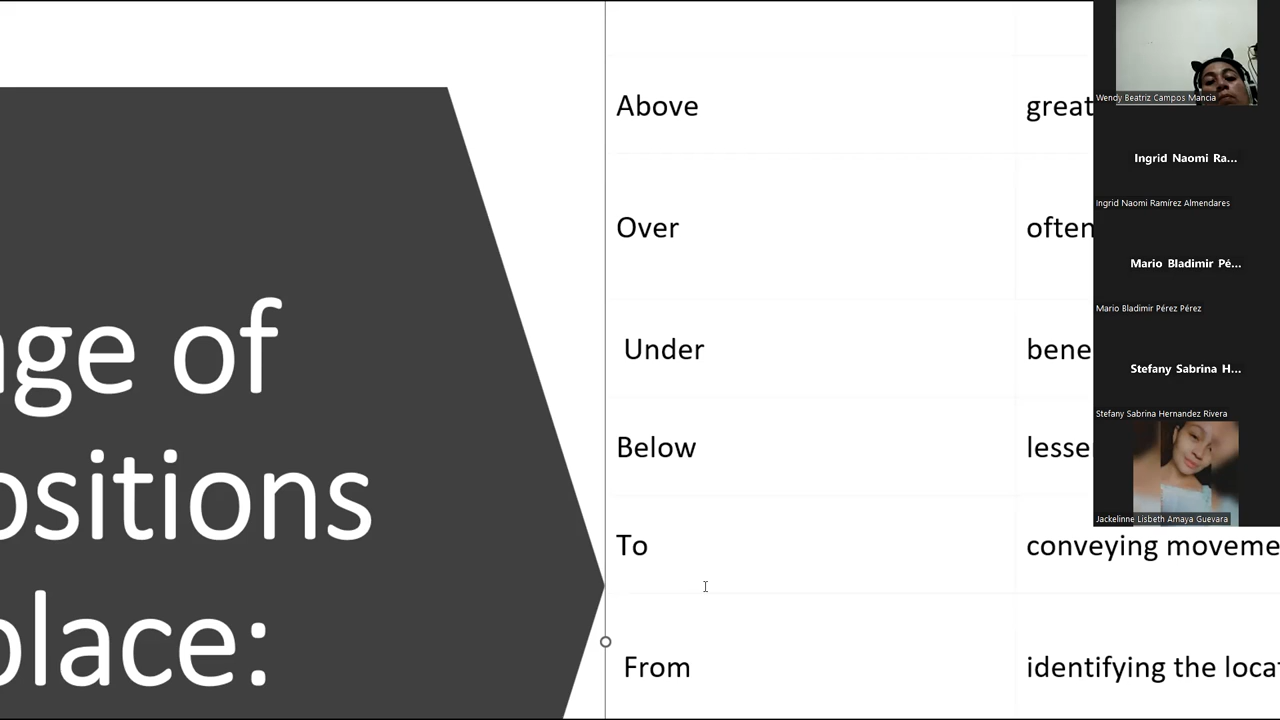 ge of
ositions
place:
Above
great
Over
often
Under
bene
Below
lesse
To
conveying moveme
From
identifying the loca
Wendy Beatriz Campos Mancia
Ingrid Naomi Ra...
Ingrid Naomi Ramírez Almendares
Mario Bladimir Pé...
Mario Bladimir Pérez Pérez
Stefany Sabrina H...
Stefany Sabrina Hernandez Rivera
Jackelinne Lisbeth Amaya Guevara